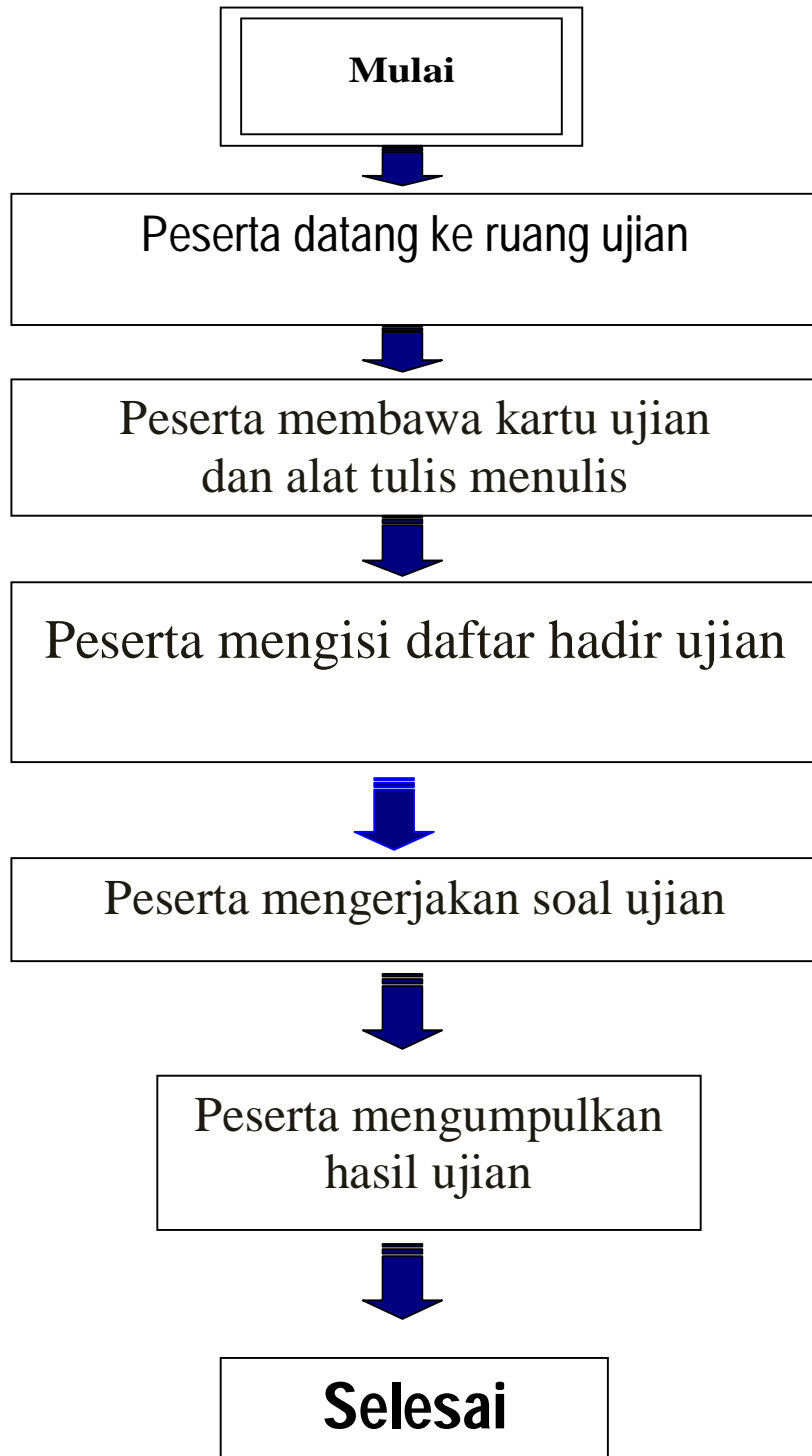 Mulai
Peserta datang ke ruang ujian
Peserta membawa kartu ujian
dan alat tulis menulis
Peserta mengisi daftar hadir ujian
Peserta mengerjakan soal ujian
Peserta mengumpulkan
hasil ujian
Selesai